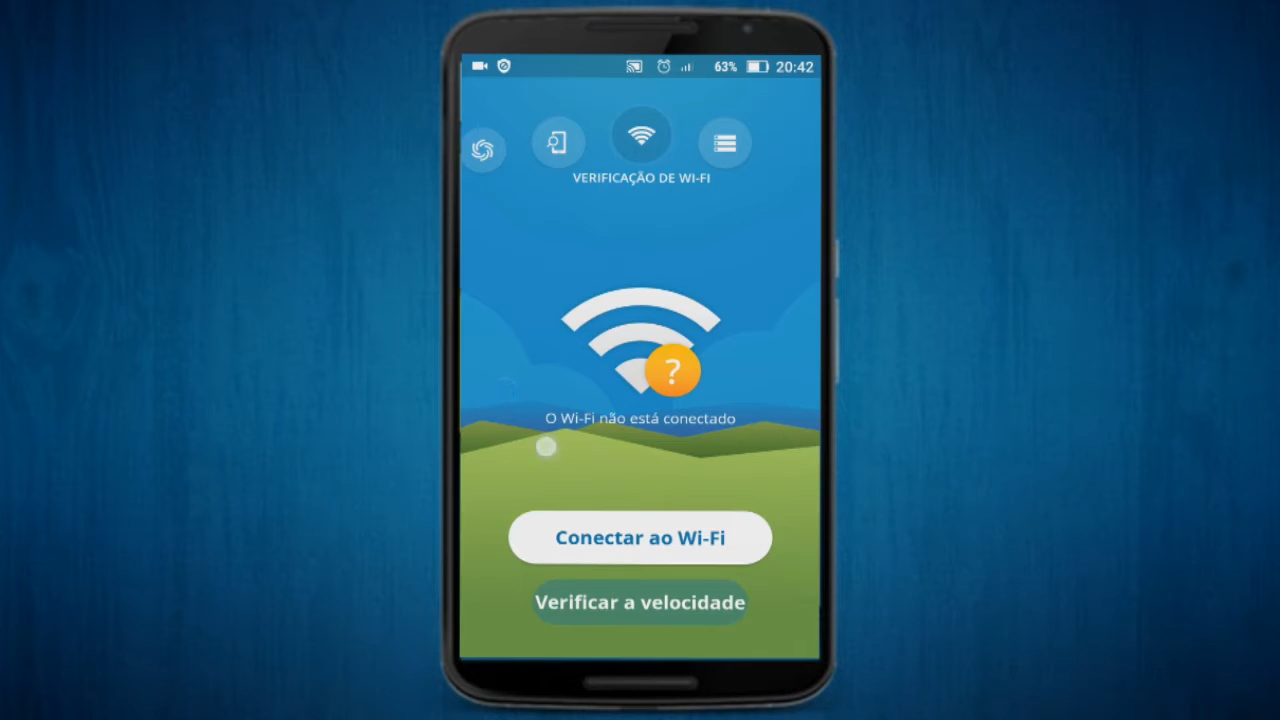 63% 20:42
VERIFICAÇÃO DE WI-FI
?
O Wi-Fi não está conectado
Conectar ao Wi-Fi
Verificar a velocidade